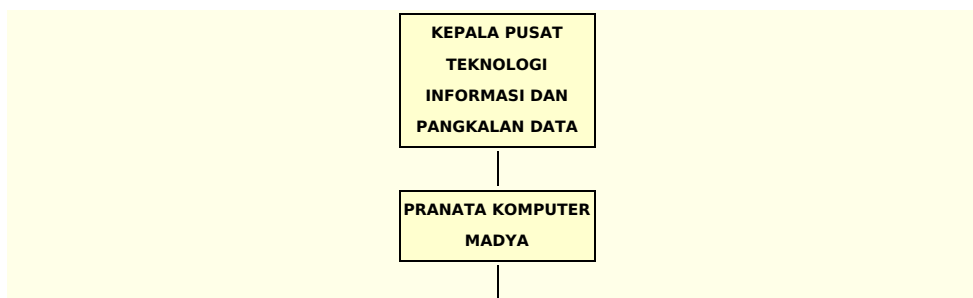 KEPALA PUSAT
TEKNOLOGI
INFORMASI DAN
PANGKALAN DATA
PRANATA KOMPUTER
MADYA